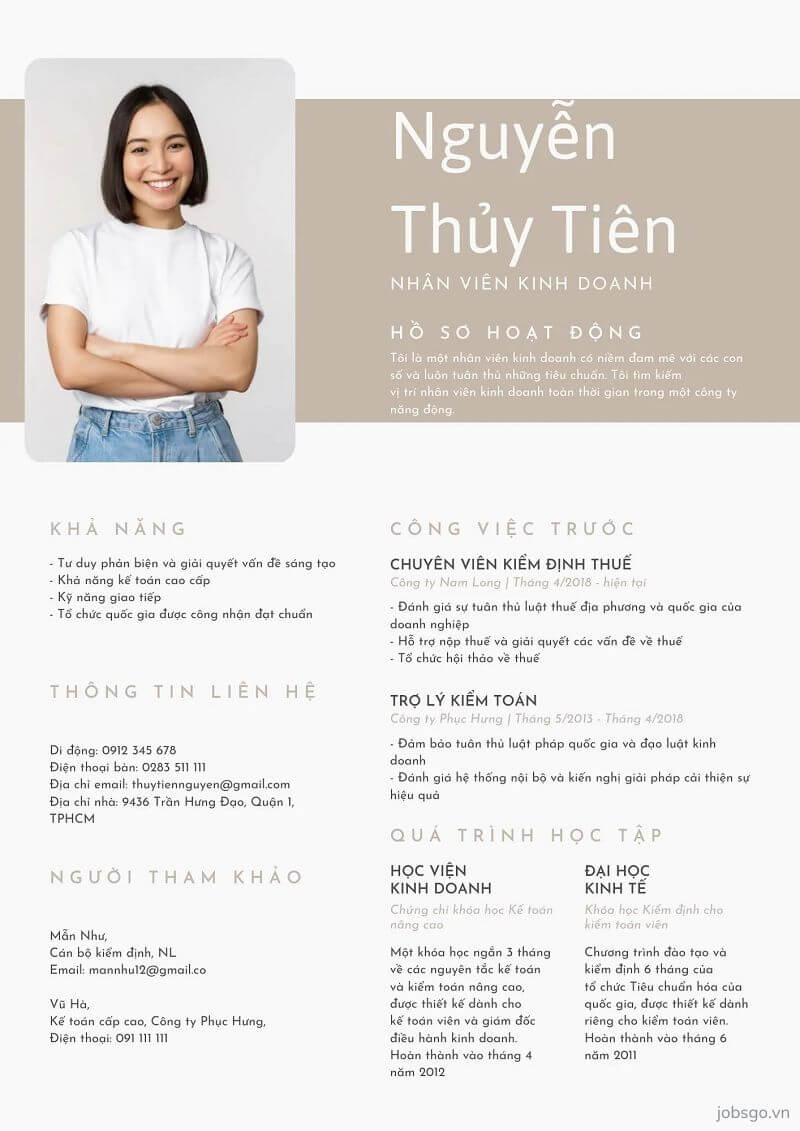 Nguyễn
Thủy Tiên
NHÂN VIÊN KINH DOANH
HỒ SƠ HOẠT ĐỘNG
Tôi là một nhân viên kinh doanh có niềm đam mê với các con
số và luôn tuân thủ những tiêu chuẩn. Tôi tìm kiếm
vị trí nhân viên kinh doanh toàn thời gian trong một công ty
năng động.
KHẢ NĂNG
- Tư duy phản biện và giải quyết vấn đề sáng tạo
- Khả năng kế toán cao cấp
- Kỹ năng giao tiếp
- Tổ chức quốc gia được công nhận đạt chuẩn
THÔNG TIN LIÊN HỆ
Di động: 0912 345 678
Điện thoại bàn: 0283 511 111
Địa chỉ email: thuytiennguyen@gmail.com
Địa chỉ nhà: 9436 Trần Hưng Đạo, Quận 1,
TPHCM
NGƯỜI THAM KHẢO
Mẫn Như,
Cán bộ kiểm định, NL
Email: mannhu12@gmail.co
Vũ Hà,
Kế toán cấp cao, Công ty Phục Hưng,
Điện thoại: 091 111 111
CÔNG VIỆC TRƯỚC
CHUYÊN VIÊN KIỂM ĐỊNH THUẾ
Công ty Nam Long | Tháng 4/2018 - hiện tại
- Đánh giá sự tuân thủ luật thuế địa phương và quốc gia của
doanh nghiệp
- Hỗ trợ nộp thuế và giải quyết các vấn đề về thuế
- Tổ chức hội thảo về thuế
TRỢ LÝ KIỂM TOÁN
Công ty Phục Hưng | Tháng 5/2013 - Tháng 4/2018
- Đảm bảo tuân thủ luật pháp quốc gia và đạo luật kinh
doanh
- Đánh giá hệ thống nội bộ và kiến nghị giải pháp cải thiện sự
hiệu quả
QUÁ TRÌNH HỌC TẬP
HỌC VIỆN
KINH DOANH
Chứng chỉ khóa học Kế toán
nâng cao
Một khóa học ngắn 3 tháng
về các nguyên tắc kế toán
và kiểm toán nâng cao,
được thiết kế dành cho
kế toán viên và giám đốc
điều hành kinh doanh.
Hoàn thành vào tháng 4
năm 2012
ĐẠI HỌC
KINH TẾ
Khóa học Kiểm định cho
kiểm toán viên
Chương trình đào tạo và
kiểm định 6 tháng của
tổ chức Tiêu chuẩn hóa của
quốc gia, được thiết kế dành
riêng cho kiểm toán viên.
Hoàn thành vào tháng 6
năm 2011
jobsgo.vn